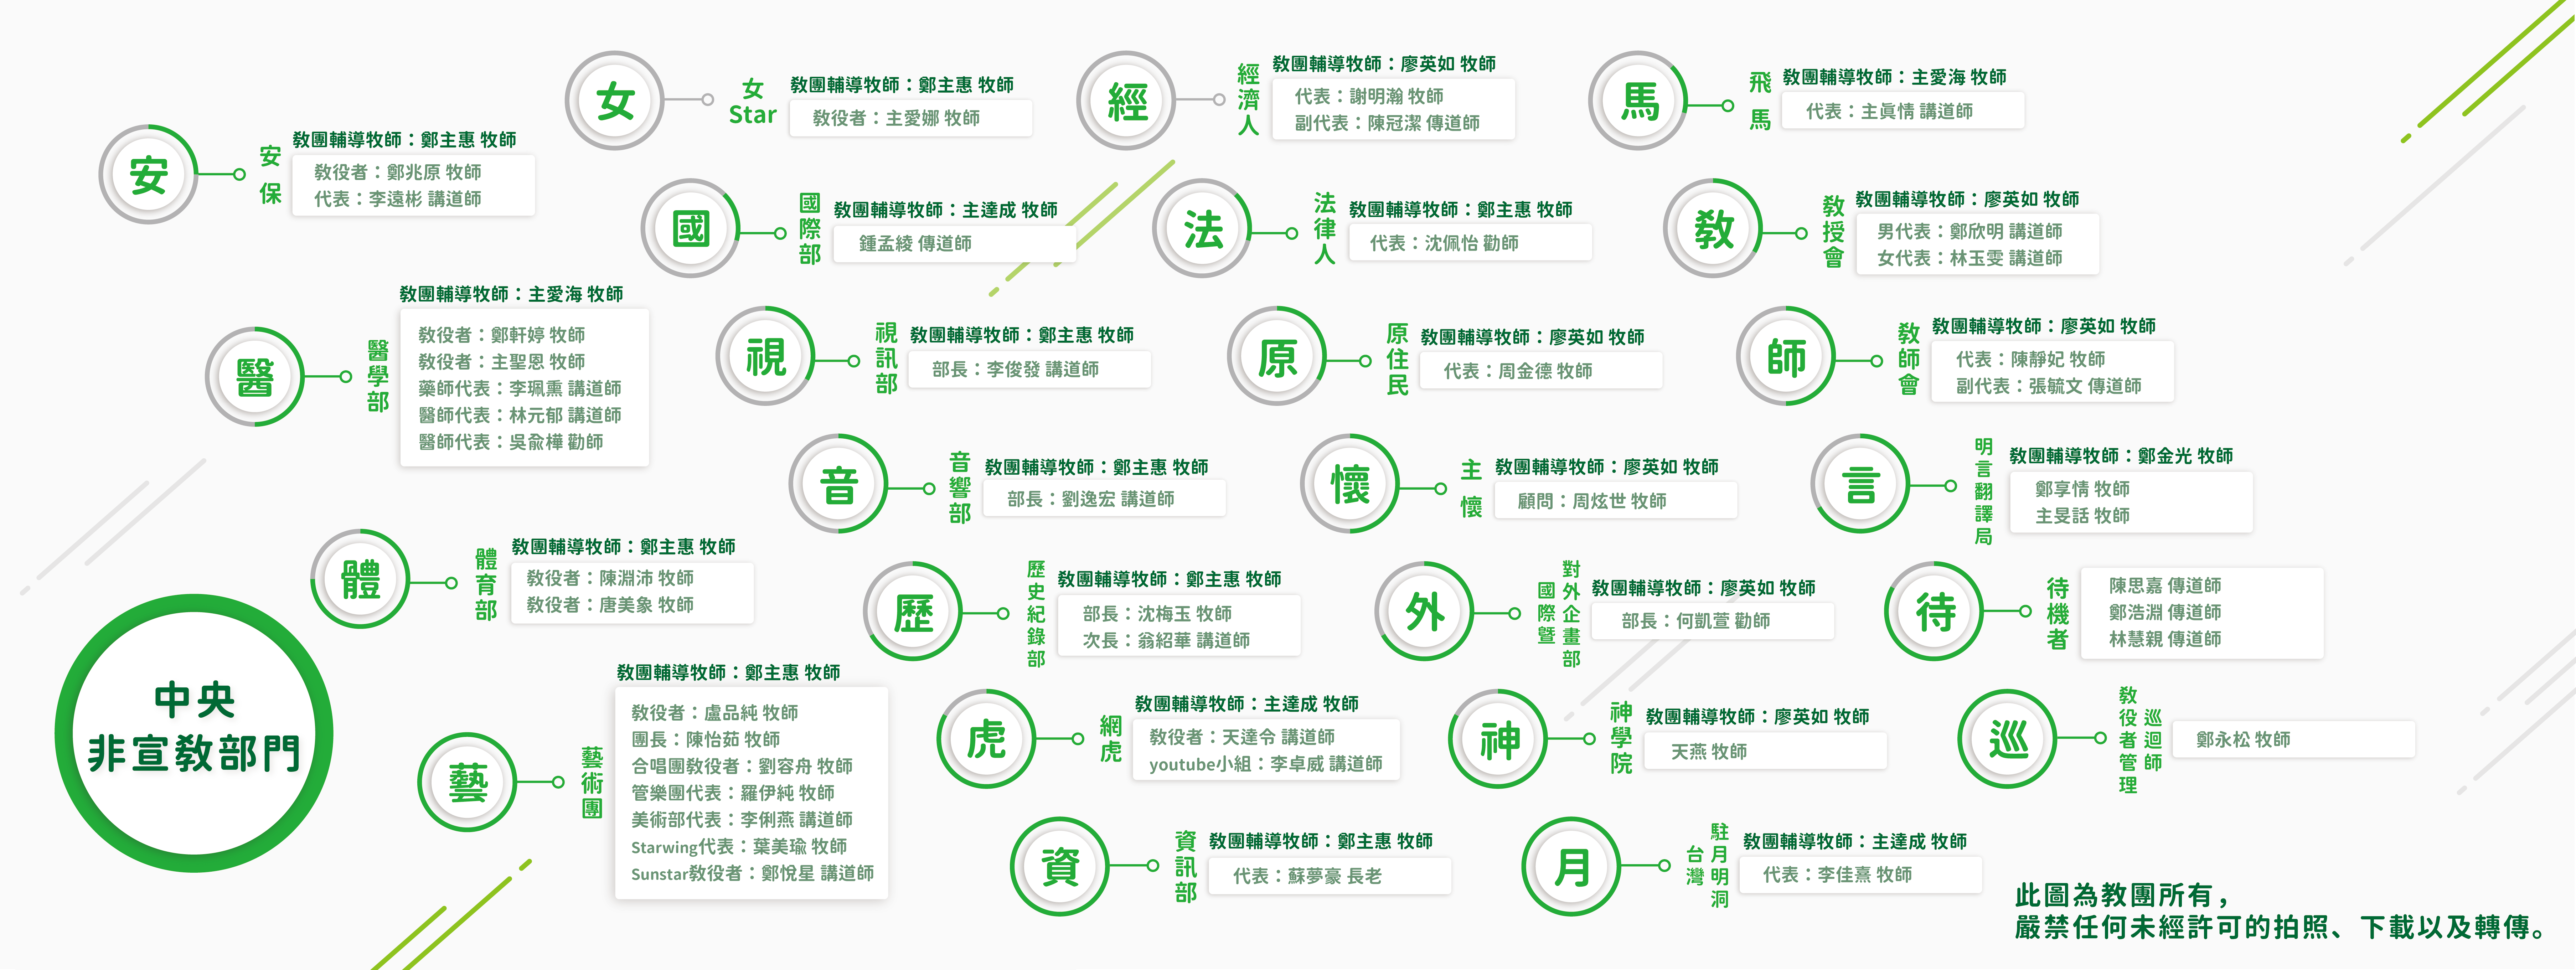 中央
非宣教部門
安
安保
教團輔導牧師：鄭主惠 牧師
教役者：鄭兆原 牧師
代表：李遠彬 講道師
醫
醫學部
教團輔導牧師：主愛海 牧師
教役者：鄭軒婷 牧師
教役者：主聖恩 牧師
藥師代表：李珮熏 講道師
醫師代表：林元郁 講道師
醫師代表：吳兪樺 勸師
體
體育部
教團輔導牧師：鄭主惠 牧師
教役者：陳淵沛 牧師
教役者：唐美象 牧師
藝
藝術團
教團輔導牧師：鄭主惠 牧師
教役者：盧品純 牧師
團長：陳怡茹 牧師
合唱團教役者：劉容舟 牧師
管樂團代表：羅伊純 牧師
美術部代表：李俐燕 講道師
Starwing代表：葉美瑜 牧師
Sunstar教役者：鄭悅星 講道師
女
女
Star
教團輔導牧師：鄭主惠 牧師
教役者：主愛娜 牧師
國
國際部
教團輔導牧師：主達成 牧師
鍾孟綾 傳道師
視
視訊部
教團輔導牧師：鄭主惠 牧師
部長：李俊發 講道師
音
音響部
教團輔導牧師：鄭主惠 牧師
部長：劉逸宏 講道師
歷
歷史紀錄部
教團輔導牧師：鄭主惠 牧師
部長：沈梅玉 牧師
次長：翁紹華 講道師
虎
網虎
教團輔導牧師：主達成 牧師
教役者：天達令 講道師
youtube小組：李卓威 講道師
資
資訊部
教團輔導牧師：鄭主惠 牧師
代表：蘇夢豪 長老
經
經濟人
教團輔導牧師：廖英如 牧師
代表：謝明瀚 牧師
副代表：陳冠潔 傳道師
法
法律人
教團輔導牧師：鄭主惠 牧師
代表：沈佩怡 勸師
原
原住民
教團輔導牧師：廖英如 牧師
代表：周金德 牧師
懷
主懷
教團輔導牧師：廖英如 牧師
顧問：周炫世 牧師
外
國際暨
對外企畫部
教團輔導牧師：廖英如 牧師
部長：何凱萱 勸師
神
神學院
教團輔導牧師：廖英如 牧師
天燕 牧師
月
台灣
駐月明洞
教團輔導牧師：主達成 牧師
代表：李佳熹 牧師
馬
飛馬
教團輔導牧師：主愛海 牧師
代表：主眞情 講道師
教
教授會
教團輔導牧師：廖英如 牧師
男代表：鄭欣明 講道師
女代表：林玉雯 講道師
師
教師會
教團輔導牧師：廖英如 牧師
代表：陳靜妃 牧師
副代表：張毓文 傳道師
言
明言翻譯局
教團輔導牧師：鄭金光 牧師
鄭享情 牧師
主旻話 牧師
待
待機者
陳思嘉 傳道師
鄭浩淵 傳道師
林慧親 傳道師
巡
教役者管理
巡迴師
鄭永松 牧師
此圖為教團所有，
嚴禁任何未經許可的拍照、下載以及轉傳。